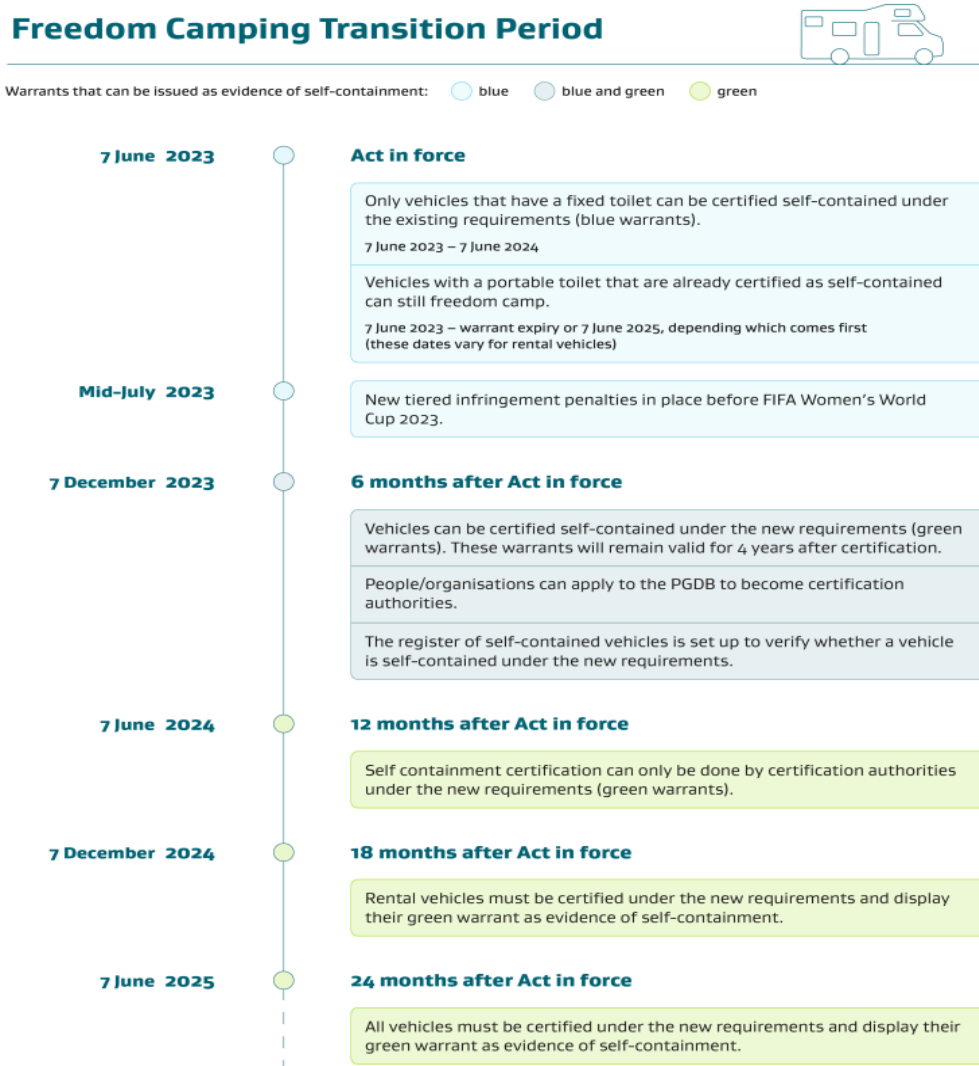 Freedom Camping Transition Period
Warrants that can be issued as evidence of self-containment: blue blue and green green
7 June 2023
Act in force
Only vehicles that have a fixed toilet can be certified self-contained under
the existing requirements (blue warrants).
7 June 2023 – 7 June 2024
Vehicles with a portable toilet that are already certified as self-contained
can still freedom camp.
7 June 2023 – warrant expiry or 7 June 2025, depending which comes first
(these dates vary for rental vehicles)
Mid-July 2023
New tiered infringement penalties in place before FIFA Women's World
Cup 2023.
7 December 2023
6 months after Act in force
Vehicles can be certified self-contained under the new requirements (green
warrants). These warrants will remain valid for 4 years after certification.
People/organisations can apply to the PGDB to become certification
authorities.
The register of self-contained vehicles is set up to verify whether a vehicle
is self-contained under the new requirements.
7 June 2024
12 months after Act in force
Self containment certification can only be done by certification authorities
under the new requirements (green warrants).
7 December 2024
18 months after Act in force
Rental vehicles must be certified under the new requirements and display
their green warrant as evidence of self-containment.
7 June 2025
24 months after Act in force
All vehicles must be certified under the new requirements and display their
green warrant as evidence of self-containment.